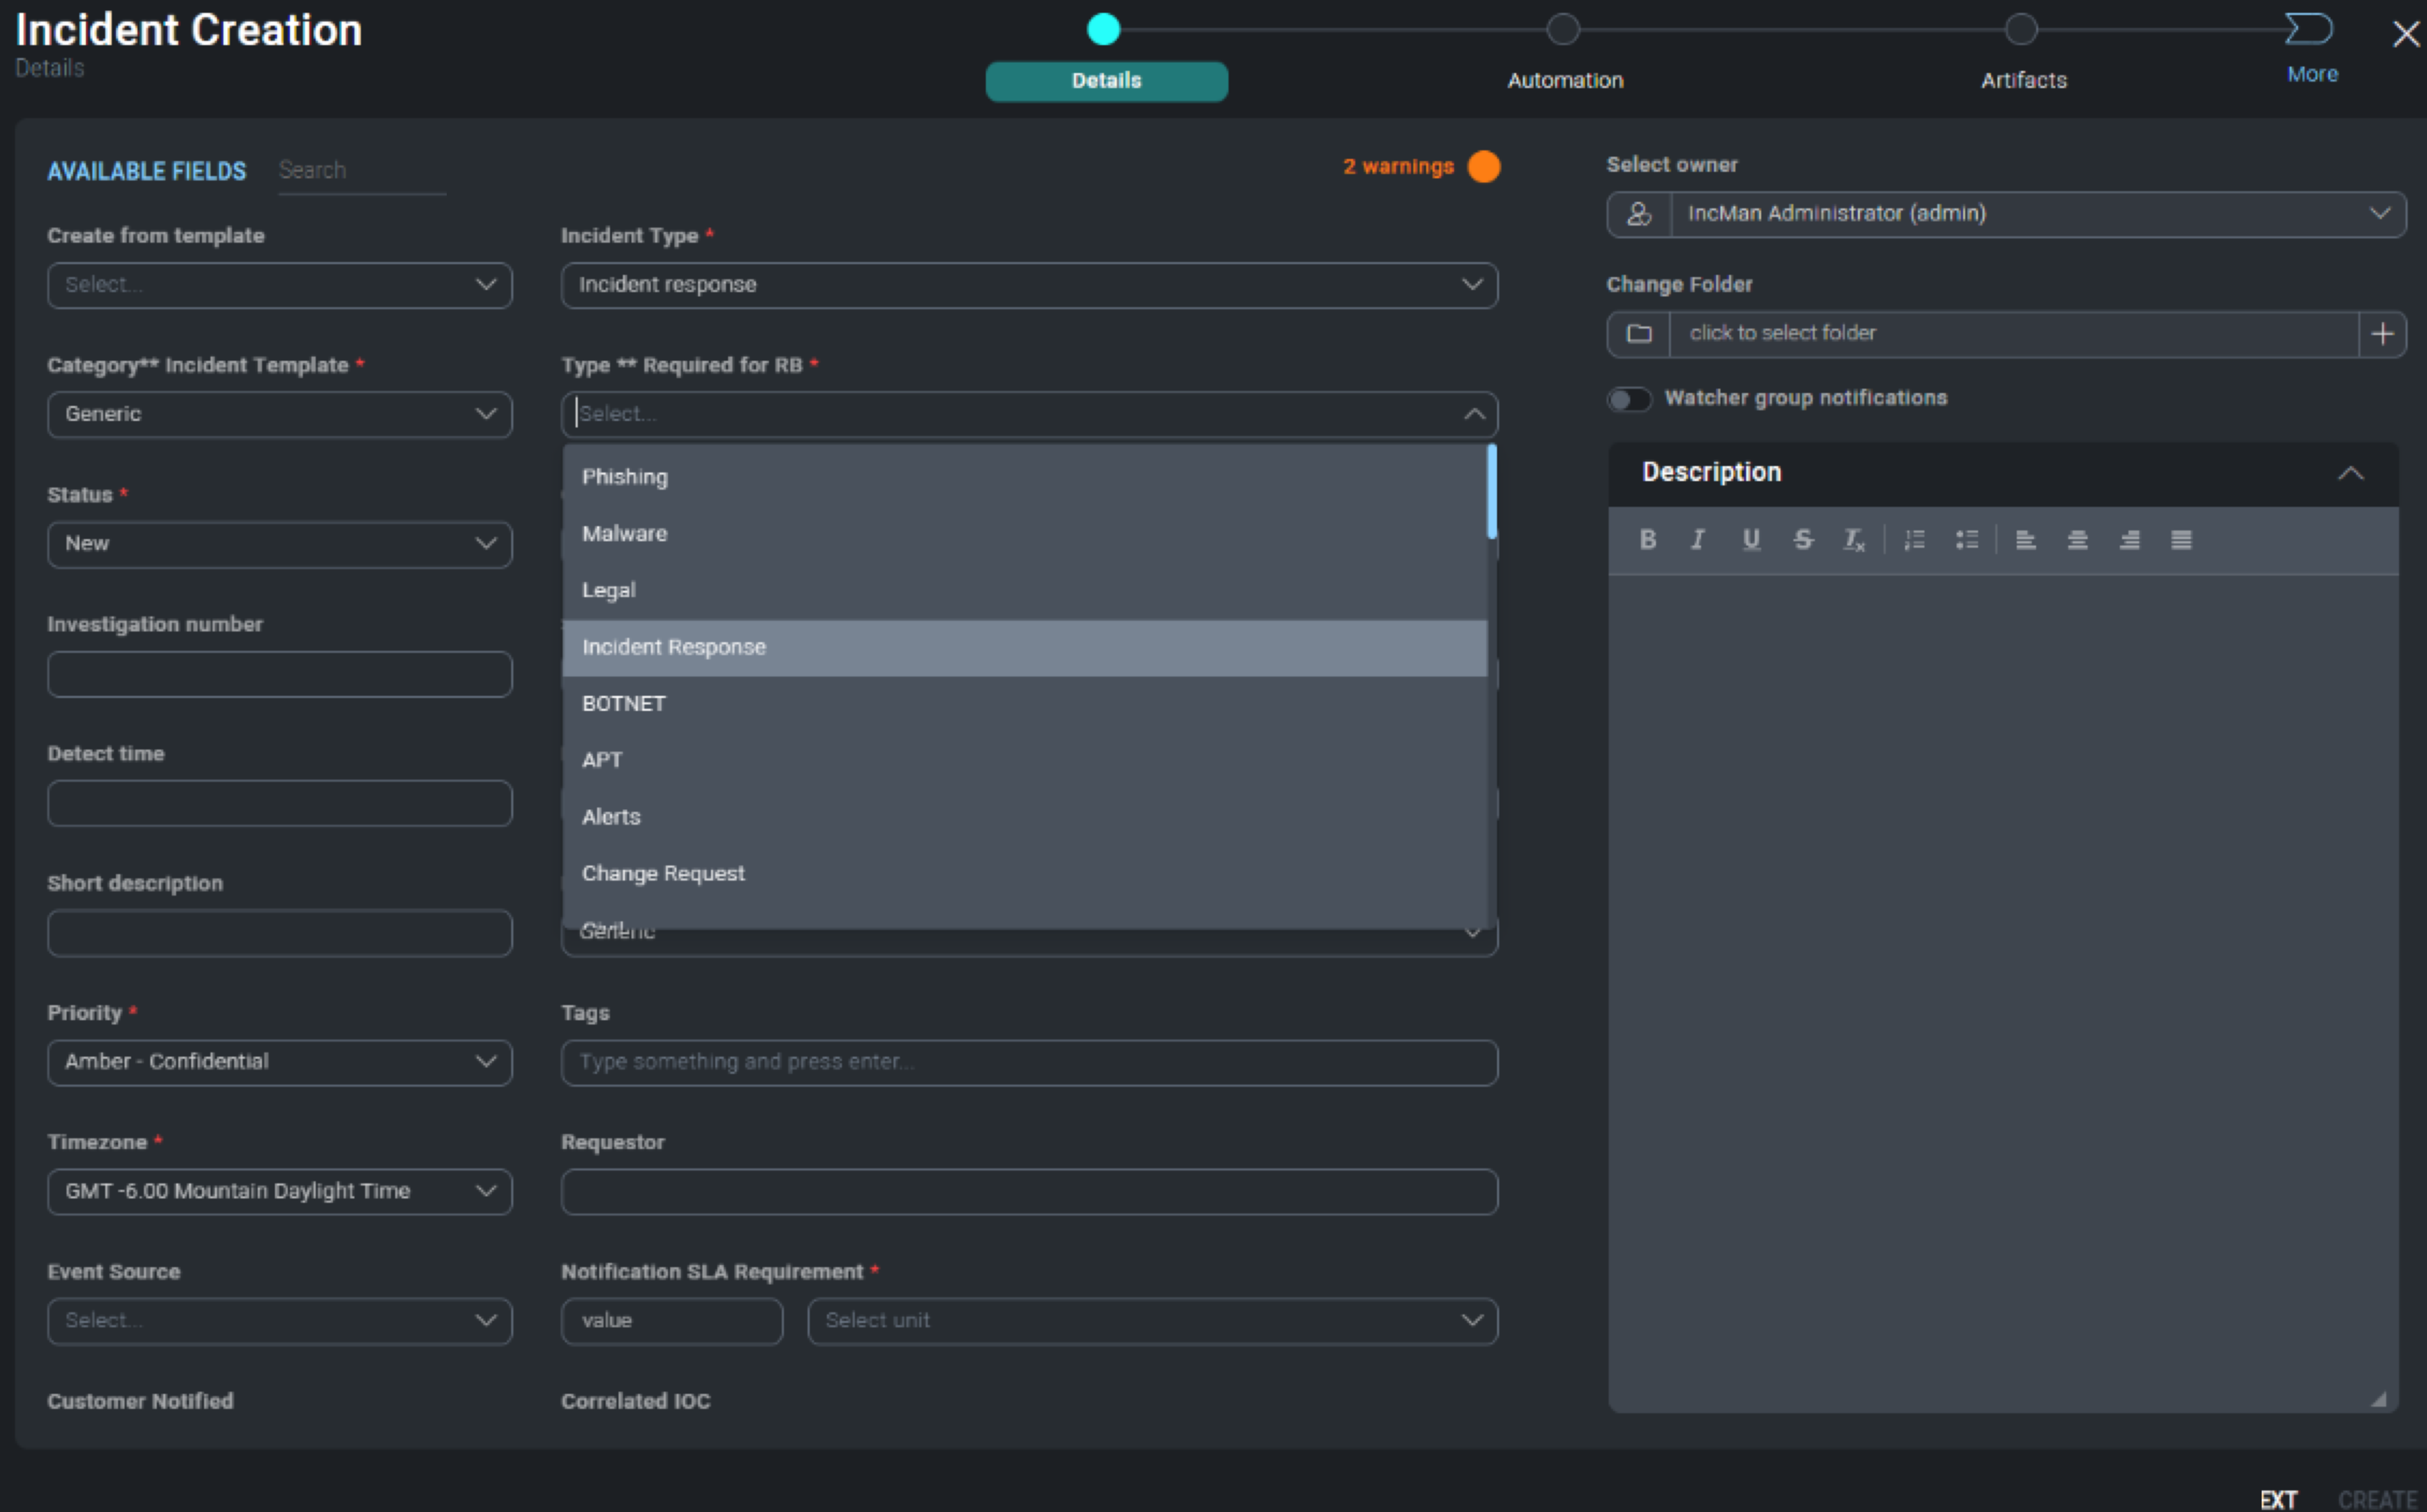 Incident Creation
Details
Details
Automation
Artifacts
More
AVAILABLE FIELDS
Search
2 warnings
Create from template
Select...
Incident Type *
Incident response
Category** Incident Template *
Generic
Type ** Required for RB *
Select...
Phishing
Malware
Legal
Incident Response
BOTNET
APT
Alerts
Change Request
Generic
Status *
New
Investigation number
Detect time
Short description
Priority *
Amber - Confidential
Tags
Type something and press enter...
Timezone *
GMT -6.00 Mountain Daylight Time
Requestor
Event Source
Select...
Notification SLA Requirement *
value
Select unit
Customer Notified
Correlated IOC
Select owner
IncMan Administrator (admin)
Change Folder
click to select folder
Watcher group notifications
Description
B I U S Tx
EXT
CREATE